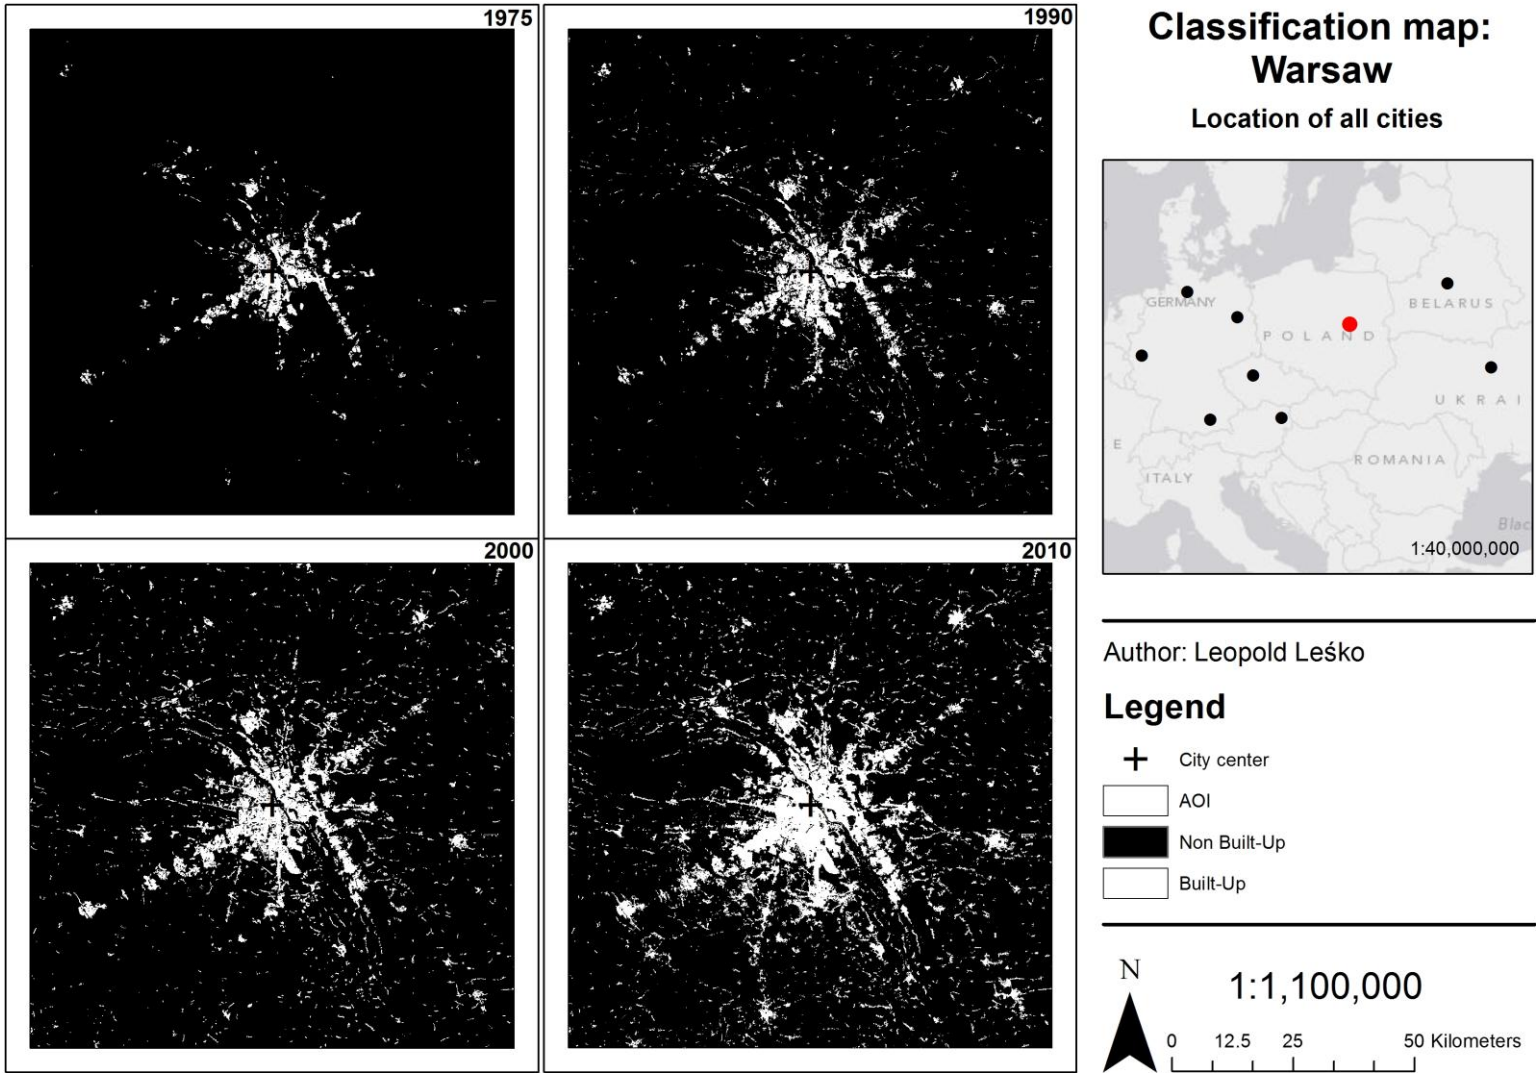 1975
1990
2000
2010
Classification map:
Warsaw
Location of all cities
GERMANY
POLAND
BELARUS
UKRAI
E
ROMANIA
ITALY
Blac
1:40,000,000
Author: Leopold Leśko
Legend
City center
AOI
Non Built-Up
Built-Up
N
1:1,100,000
0 12.5 25 50 Kilometers